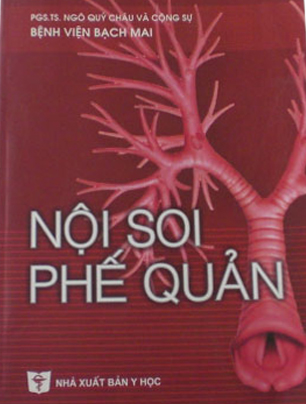 PGS.TS. NGÔ QUÝ CHÂU VÀ CỘNG SỰ
BỆNH VIỆN BẠCH MAI
NỘI SOI
PHẾ QUẢN
NHÀ XUẤT BẢN Y HỌC